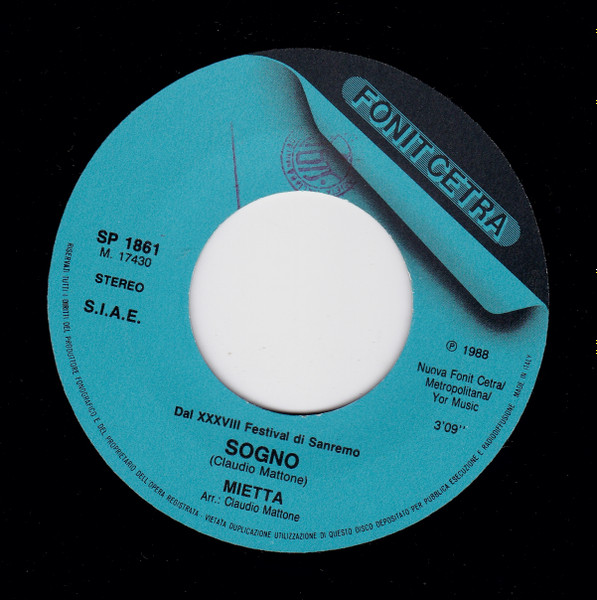 FONIT CETRA
SP 1861
M. 17430
STEREO
S.I.A.E.
℗ 1988
Nuova Fonit Cetra/
Metropolitana/
Yor Music
3'09''
Dal XXXVIII Festival di Sanremo
SOGNO
(Claudio Mattone)
MIETTA
Arr.: Claudio Mattone
RISERVATI TUTTI I DIRITTI DEL PRODUTTORE FONOGRAFICO E DEL PROPRIETARIO DELL'OPERA REGISTRATA - VIETATA DUPLICAZIONE UTILIZZAZIONE DI QUESTO DISCO DEPOSITATO PER PUBBLICA ESECUZIONE E RADIODIFFUSIONE. MADE IN ITALY